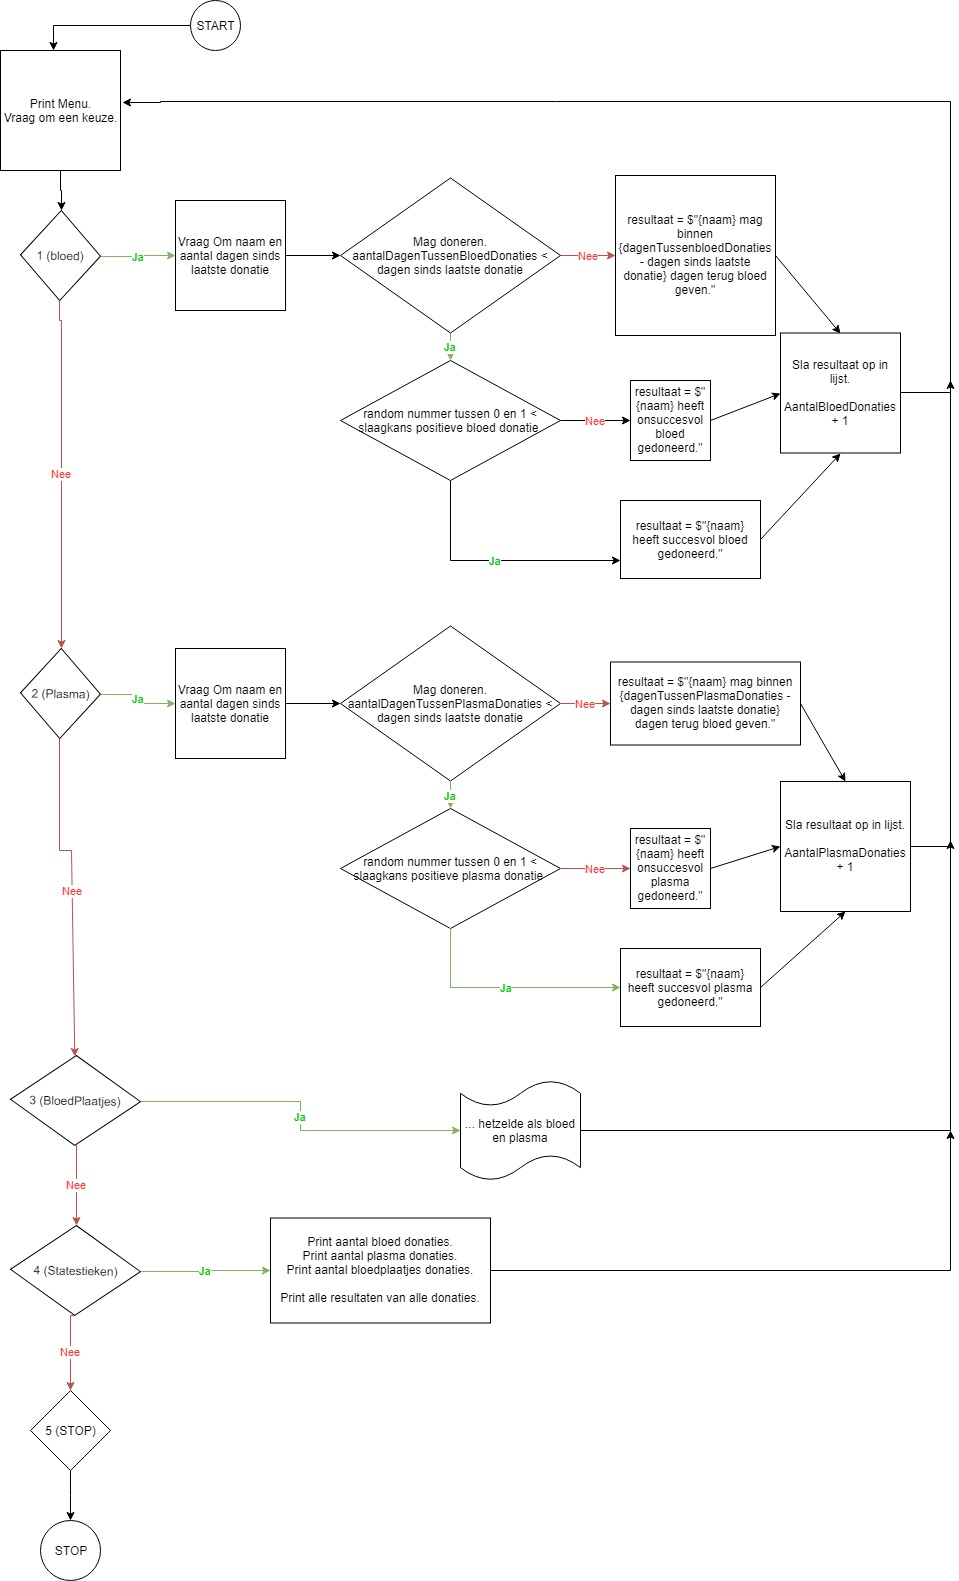 START
Print Menu.
Vraag om een keuze.
1 (bloed)
Ja
Vraag Om naam en
aantal dagen sinds
laatste donatie
Mag doneren.
aantalDagenTussenBloedDonaties <
dagen sinds laatste donatie
Nee
resultaat = $"{naam} mag
binnen
{dagenTussenbloedDonaties
- dagen sinds laatste
donatie} dagen terug bloed
geven."
Ja
random nummer tussen 0 en 1 <
slaagkans positieve bloed donatie
Nee
resultaat = $"
{naam} heeft
onsuccesvol
bloed
gedoneerd."
Sla resultaat op in
lijst.
AantalBloedDonaties
+ 1
Ja
resultaat = $"{naam}
heeft succesvol bloed
gedoneerd."
Nee
2 (Plasma)
Ja
Vraag Om naam en
aantal dagen sinds
laatste donatie
Mag doneren.
aantalDagenTussenPlasmaDonaties <
dagen sinds laatste donatie
Nee
resultaat = $"{naam} mag binnen
{dagenTussenPlasmaDonaties -
dagen sinds laatste donatie}
dagen terug bloed geven."
Ja
random nummer tussen 0 en 1 <
slaagkans positieve plasma donatie
Nee
resultaat = $"
{naam} heeft
onsuccesvol
plasma
gedoneerd."
Sla resultaat op in lijst.
AantalPlasmaDonaties
+ 1
Ja
resultaat = $"{naam}
heeft succesvol plasma
gedoneerd."
Nee
3 (BloedPlaatjes)
Ja
... hetzelde als bloed
en plasma
Nee
4 (Statestieken)
Ja
Print aantal bloed donaties.
Print aantal plasma donaties.
Print aantal bloedplaatjes donaties.
Print alle resultaten van alle donaties.
Nee
5 (STOP)
STOP